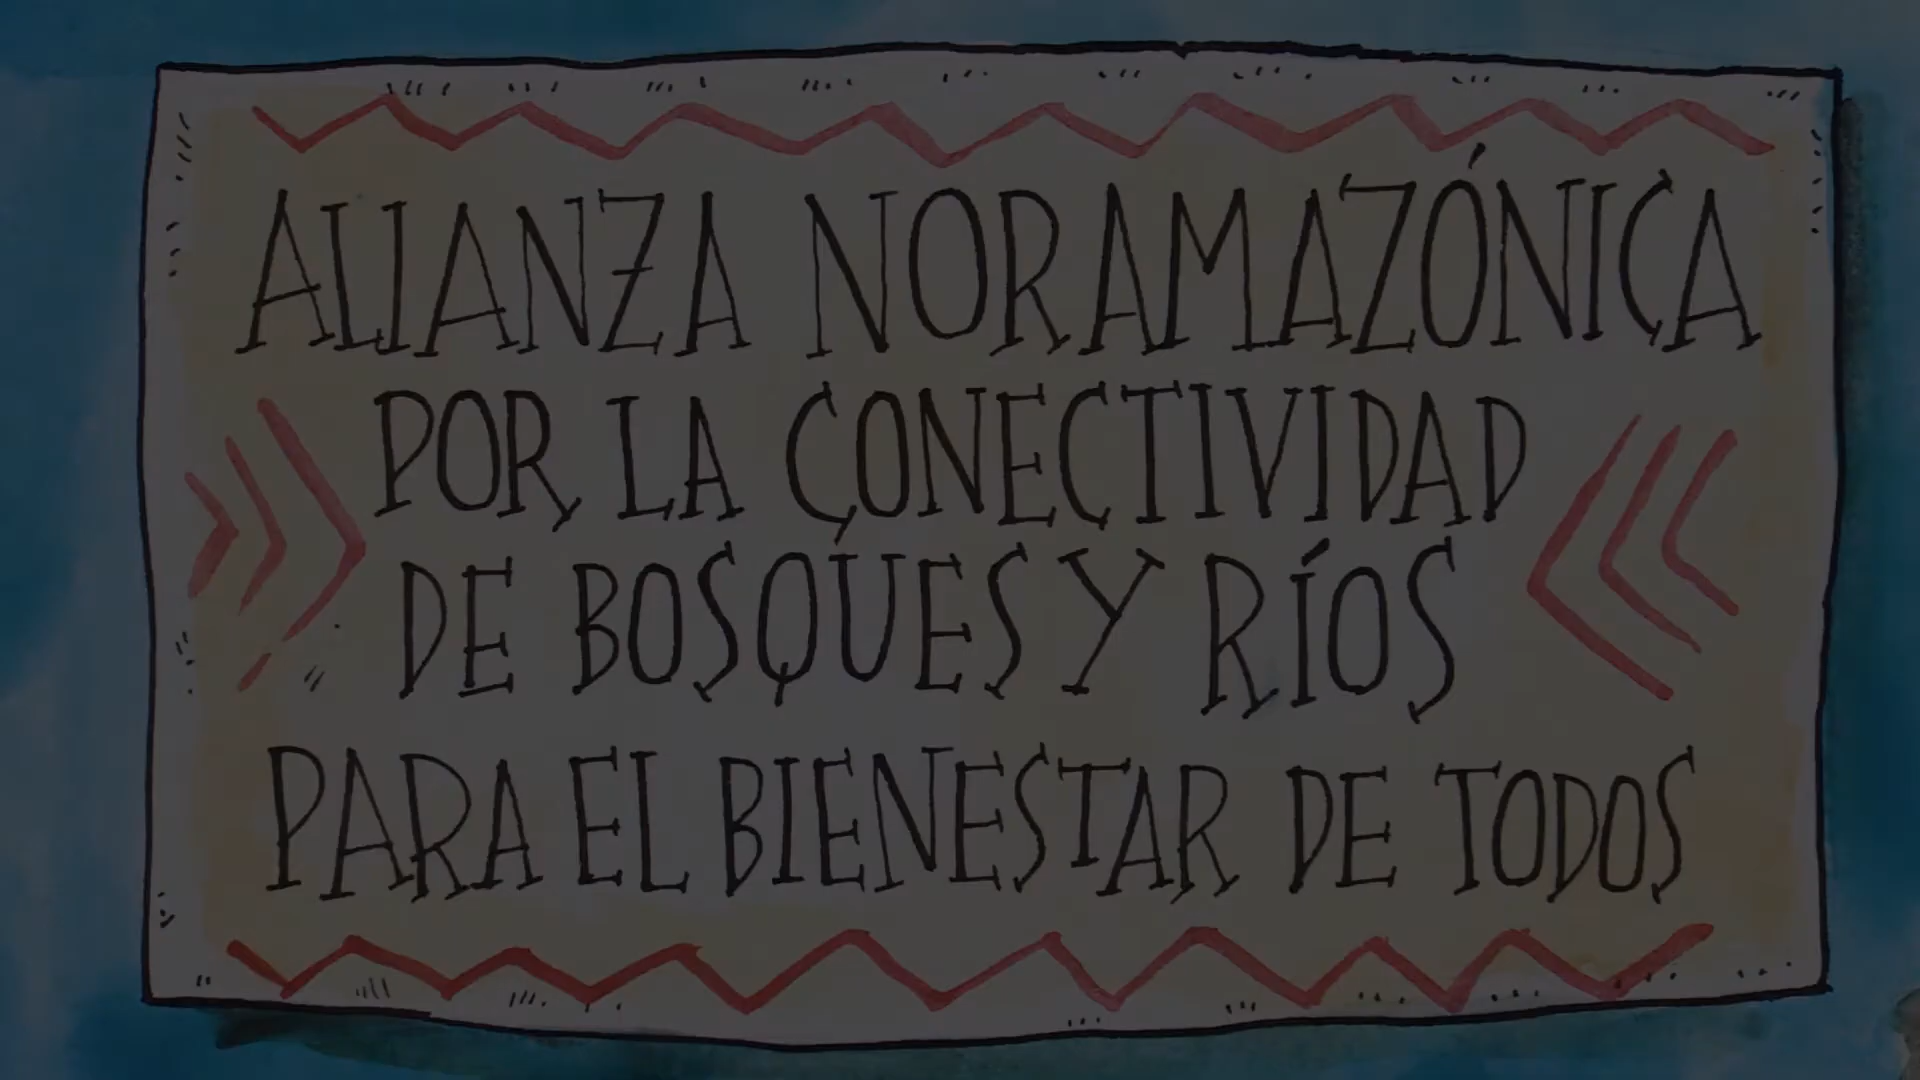 ALIANZA NORAMAZÓNICA
POR LA CONECTIVIDAD
DE BOSQUES Y RÍOS
PARA EL BIENESTAR DE TODOS